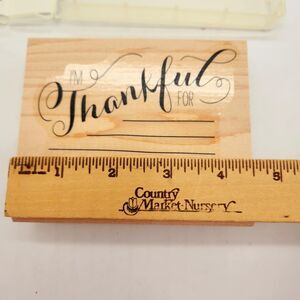 I'M
Thankful
FOR
1 2 3 4 5
Country
Market-Nursery